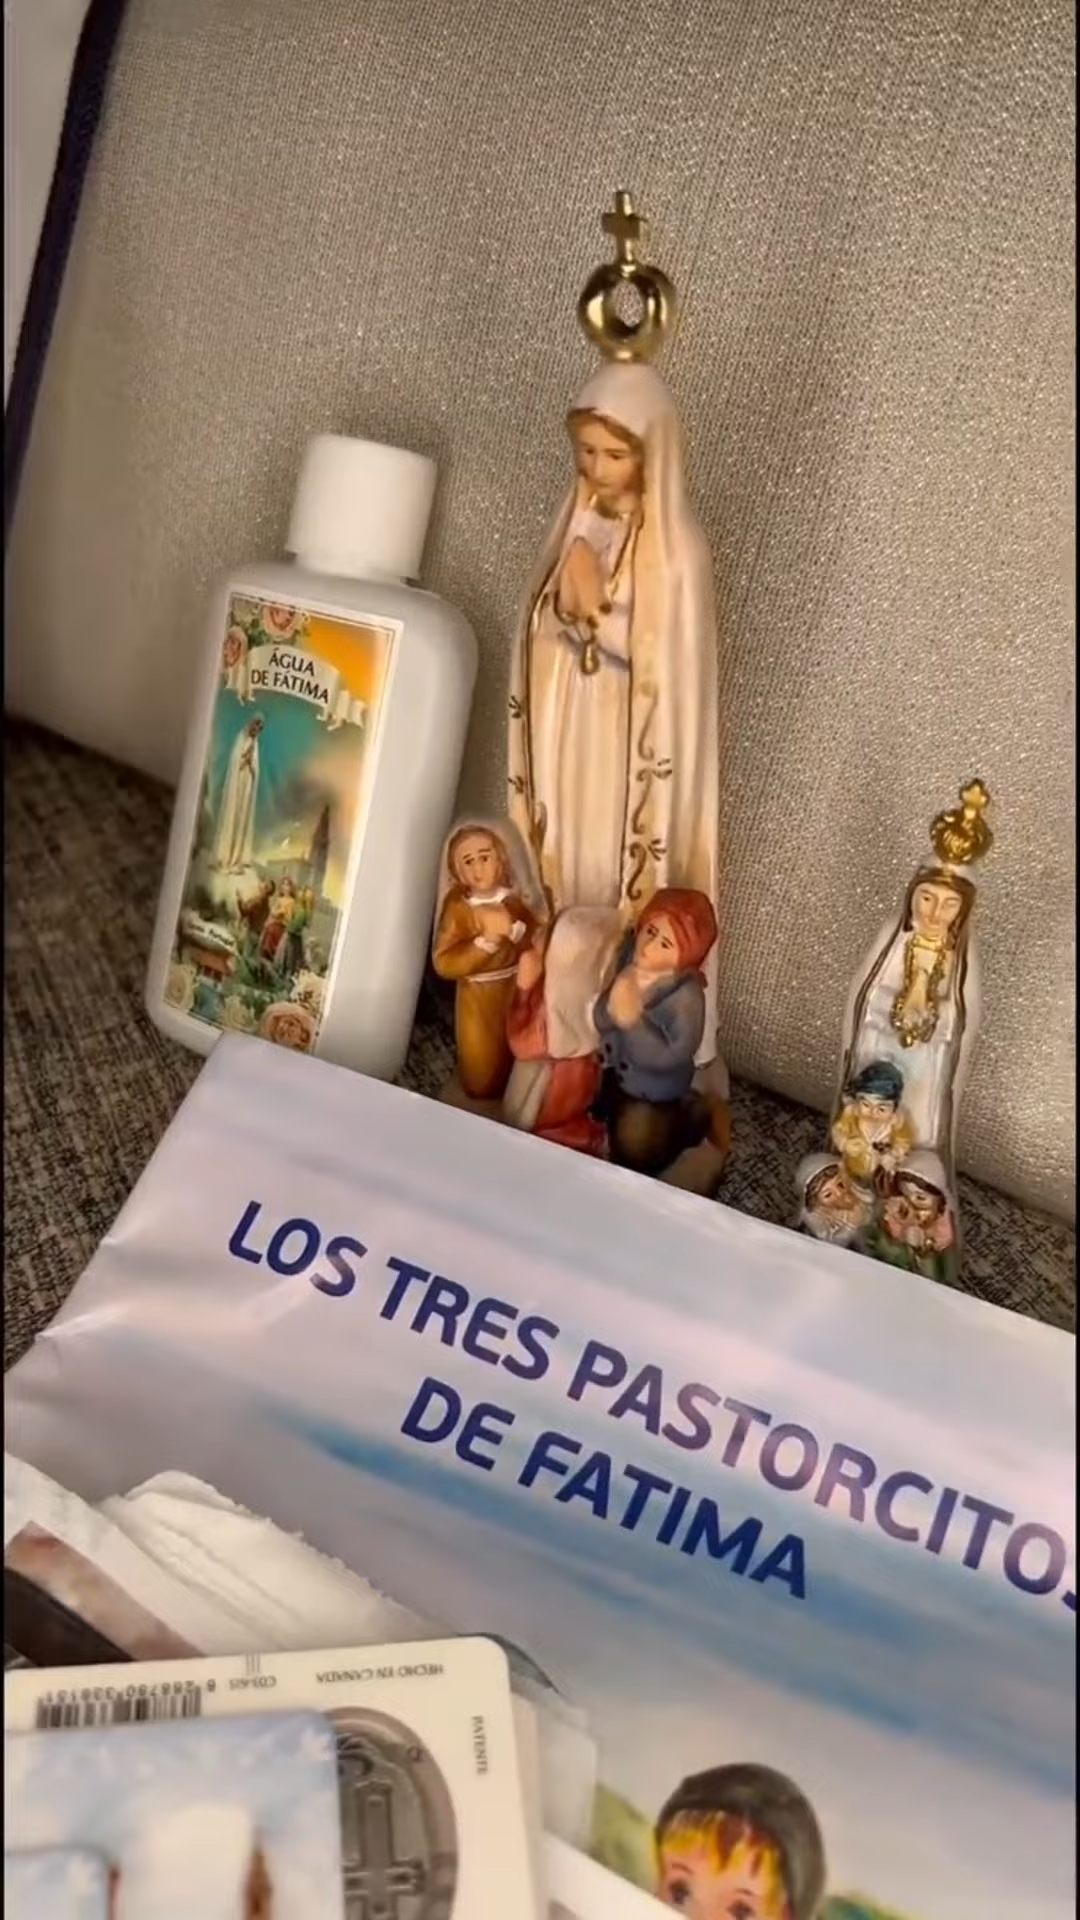 ÁGUA
DE FÁTIMA
LOS TRES PASTORCITOS
DE FATIMA
HECHO EN CANADA
PATENTE